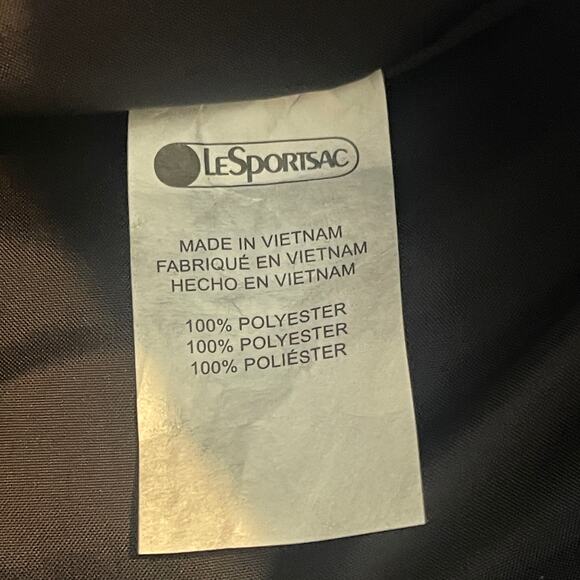 LESPORTSAC
MADE IN VIETNAM
FABRIQUÉ EN VIETNAM
HECHO EN VIETNAM
100% POLYESTER
100% POLYESTER
100% POLIÉSTER